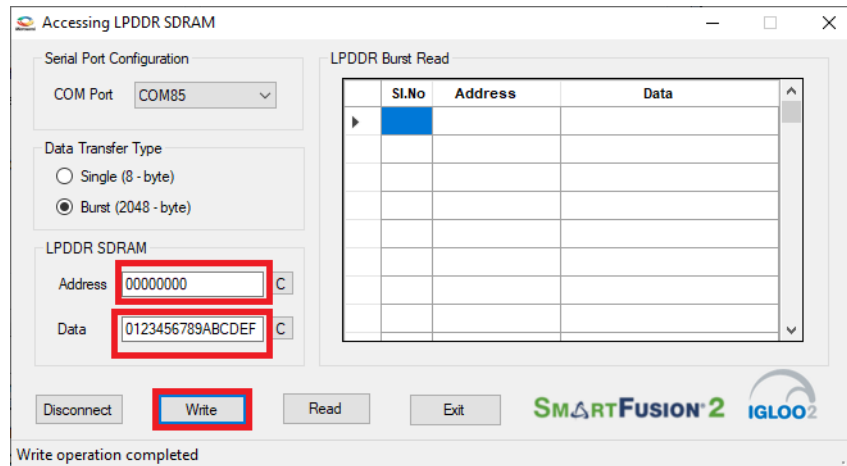 Accessing LPDDR SDRAM
Serial Port Configuration
COM Port COM85
Data Transfer Type
Single (8 - byte)
Burst (2048 - byte)
LPDDR SDRAM
Address 00000000 C
Data 0123456789ABCDEF C
LPDDR Burst Read
SI.No Address Data
Disconnect Write Read Exit
SMARTFUSION®2
IGLOO2
Write operation completed